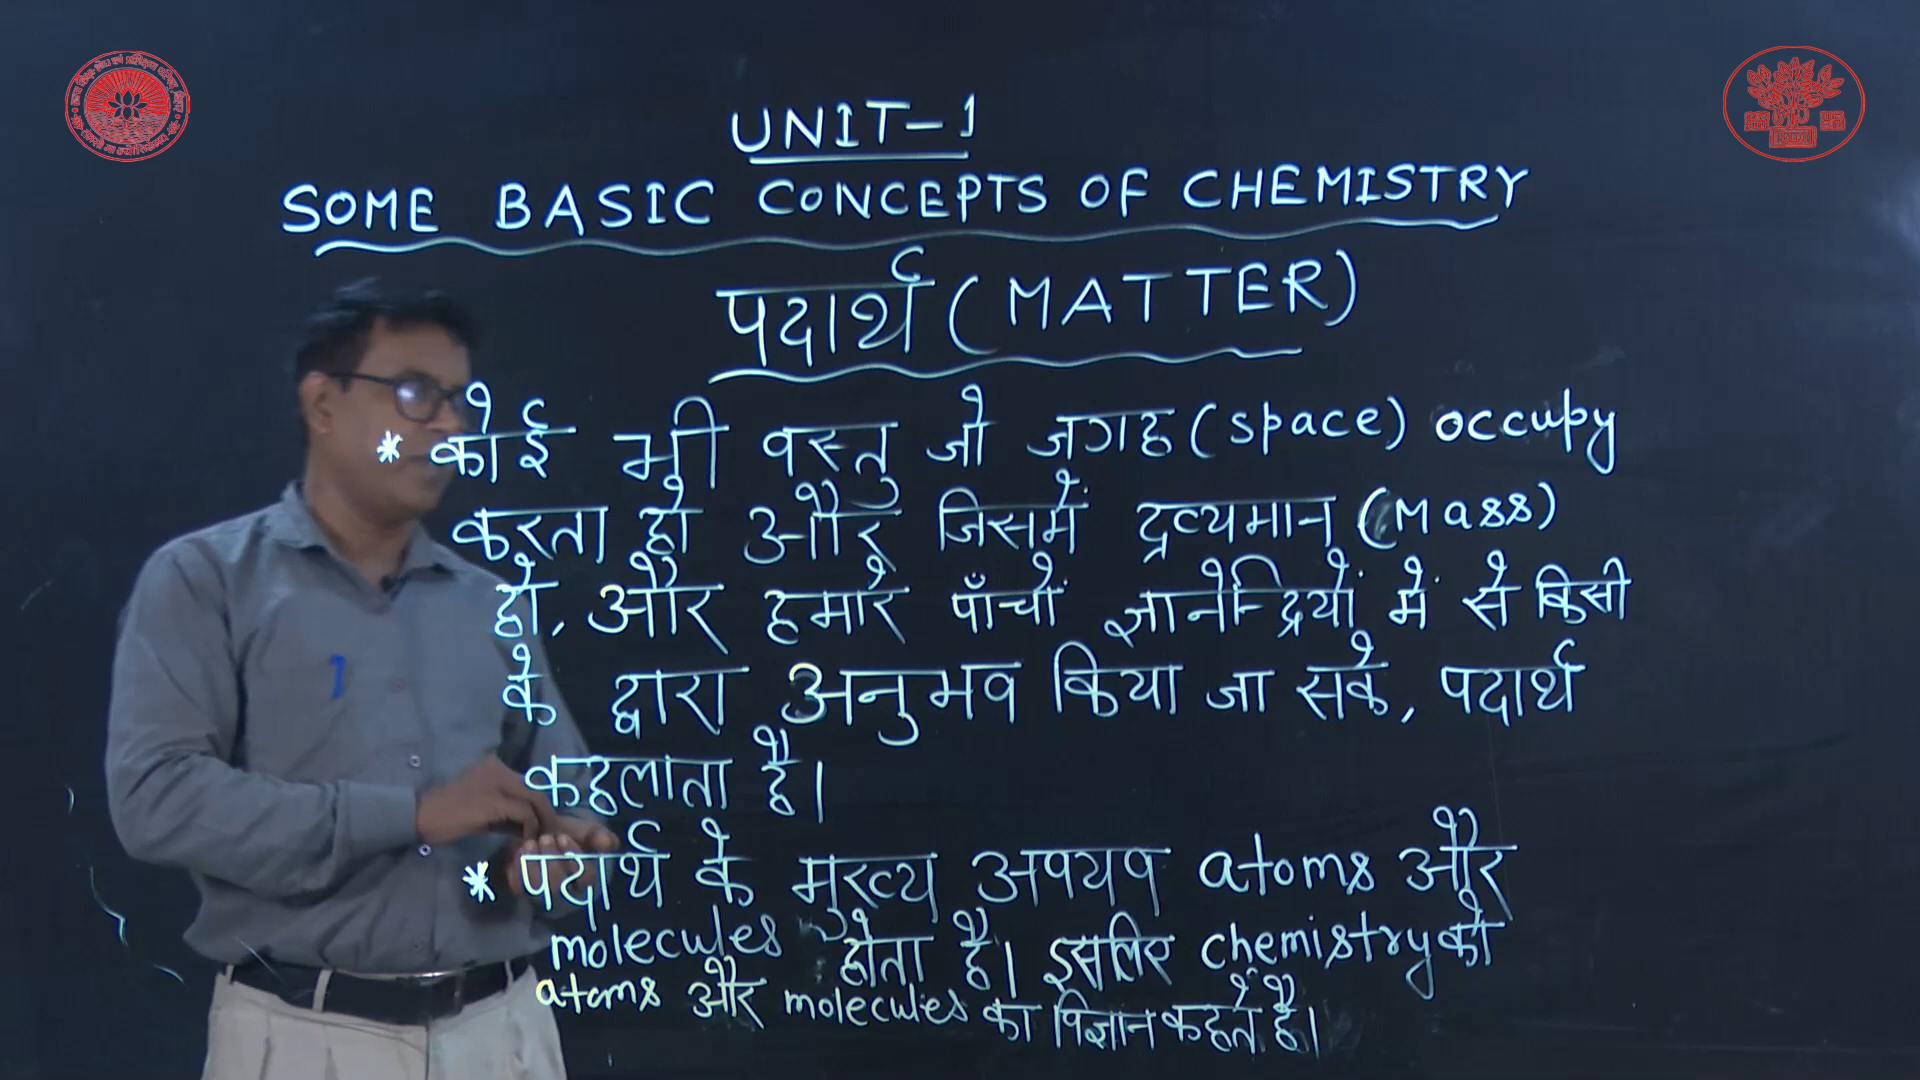 UNIT-1
SOME BASIC CONCEPTS OF CHEMISTRY
पदार्थ (MATTER)
* कोई भी वस्तु जो जगह (space) occupy
करता हो और जिसमें द्रव्यमान (Mass)
हो, और हमारे पाँचों ज्ञानेन्द्रियों में से किसी
के द्वारा अनुभव किया जा सके, पदार्थ
कहलाता है।
* पदार्थ के मुख्य अवयव atoms और
molecules होता है। इसलिए chemistry को
atoms और molecules का विज्ञान कहते है।